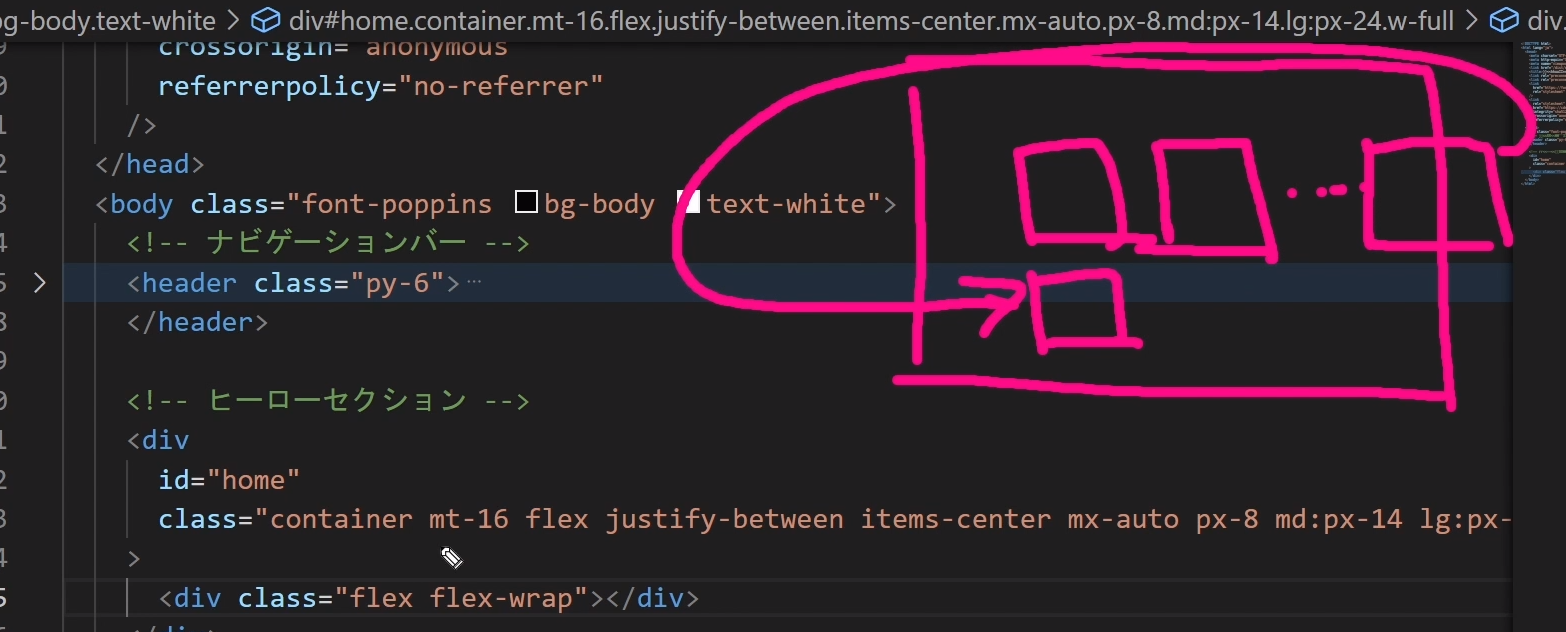 g-body.text-white > div#home.container.mt-16.flex.justify-between.items-center.mx-auto.px-8.md:px-14.lg:px-24.w-full > div.
crossorigin="anonymous"
referrerpolicy="no-referrer"
/>
</head>
<body class="font-poppins bg-body text-white">
<!-- ナビゲーションバー -->
<header class="py-6"> ...
</header>
<!-- ヒーローセクション -->
<div
id="home"
class="container mt-16 flex justify-between items-center mx-auto px-8 md:px-14 lg:px-
>
<div class="flex flex-wrap"></div>